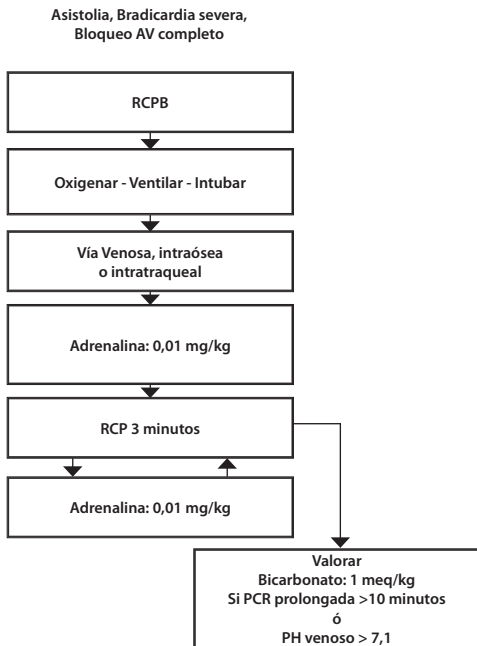 Asistolia, Bradicardia severa,
Bloqueo AV completo
RCPB
Oxigenar - Ventilar - Intubar
Vía Venosa, intraósea
o intratraqueal
Adrenalina: 0,01 mg/kg
RCP 3 minutos
Adrenalina: 0,01 mg/kg
Valorar
Bicarbonato: 1 meq/kg
Si PCR prolongada >10 minutos
ó
PH venoso > 7,1